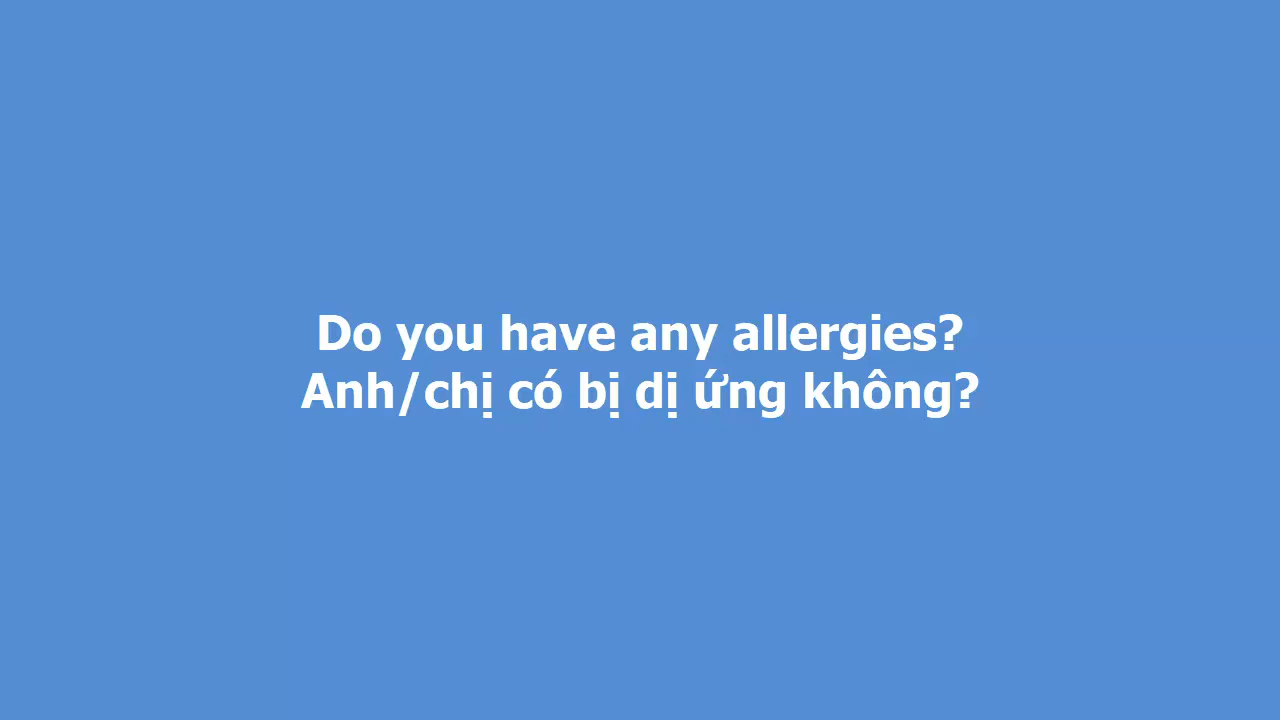 Do you have any allergies?
Anh/chị có bị dị ứng không?